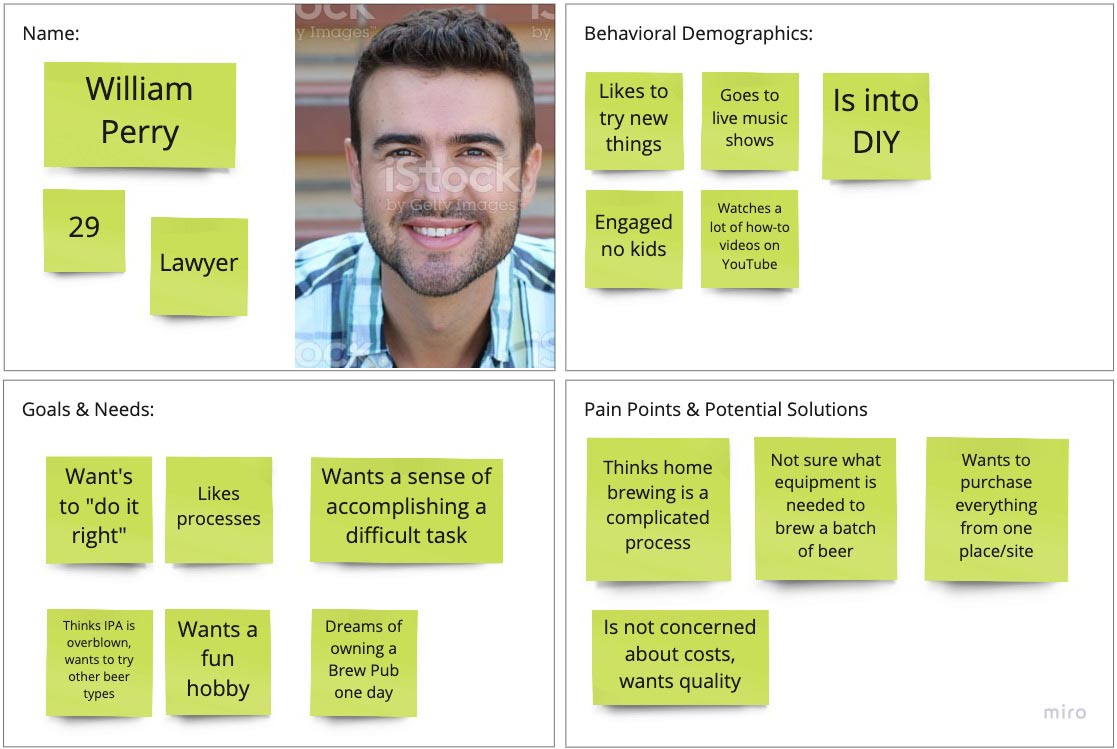 Name:
William
Perry
29
Lawyer
iStock
by Getty Images™
iStock
by Getty Images
Behavioral Demographics:
Likes to
try new
things
Goes to
live music
shows
Is into
DIY
Engaged
no kids
Watches a
lot of how-to
videos on
YouTube
Goals & Needs:
Want's
to "do it
right"
Likes
processes
Wants a sense of
accomplishing a
difficult task
Thinks IPA is
overblown,
wants to try
other beer
types
Wants a
fun
hobby
Dreams of
owning a
Brew Pub
one day
Pain Points & Potential Solutions
Thinks home
brewing is a
complicated
process
Not sure what
equipment is
needed to
brew a batch
of beer
Wants to
purchase
everything
from one
place/site
Is not concerned
about costs,
wants quality
miro